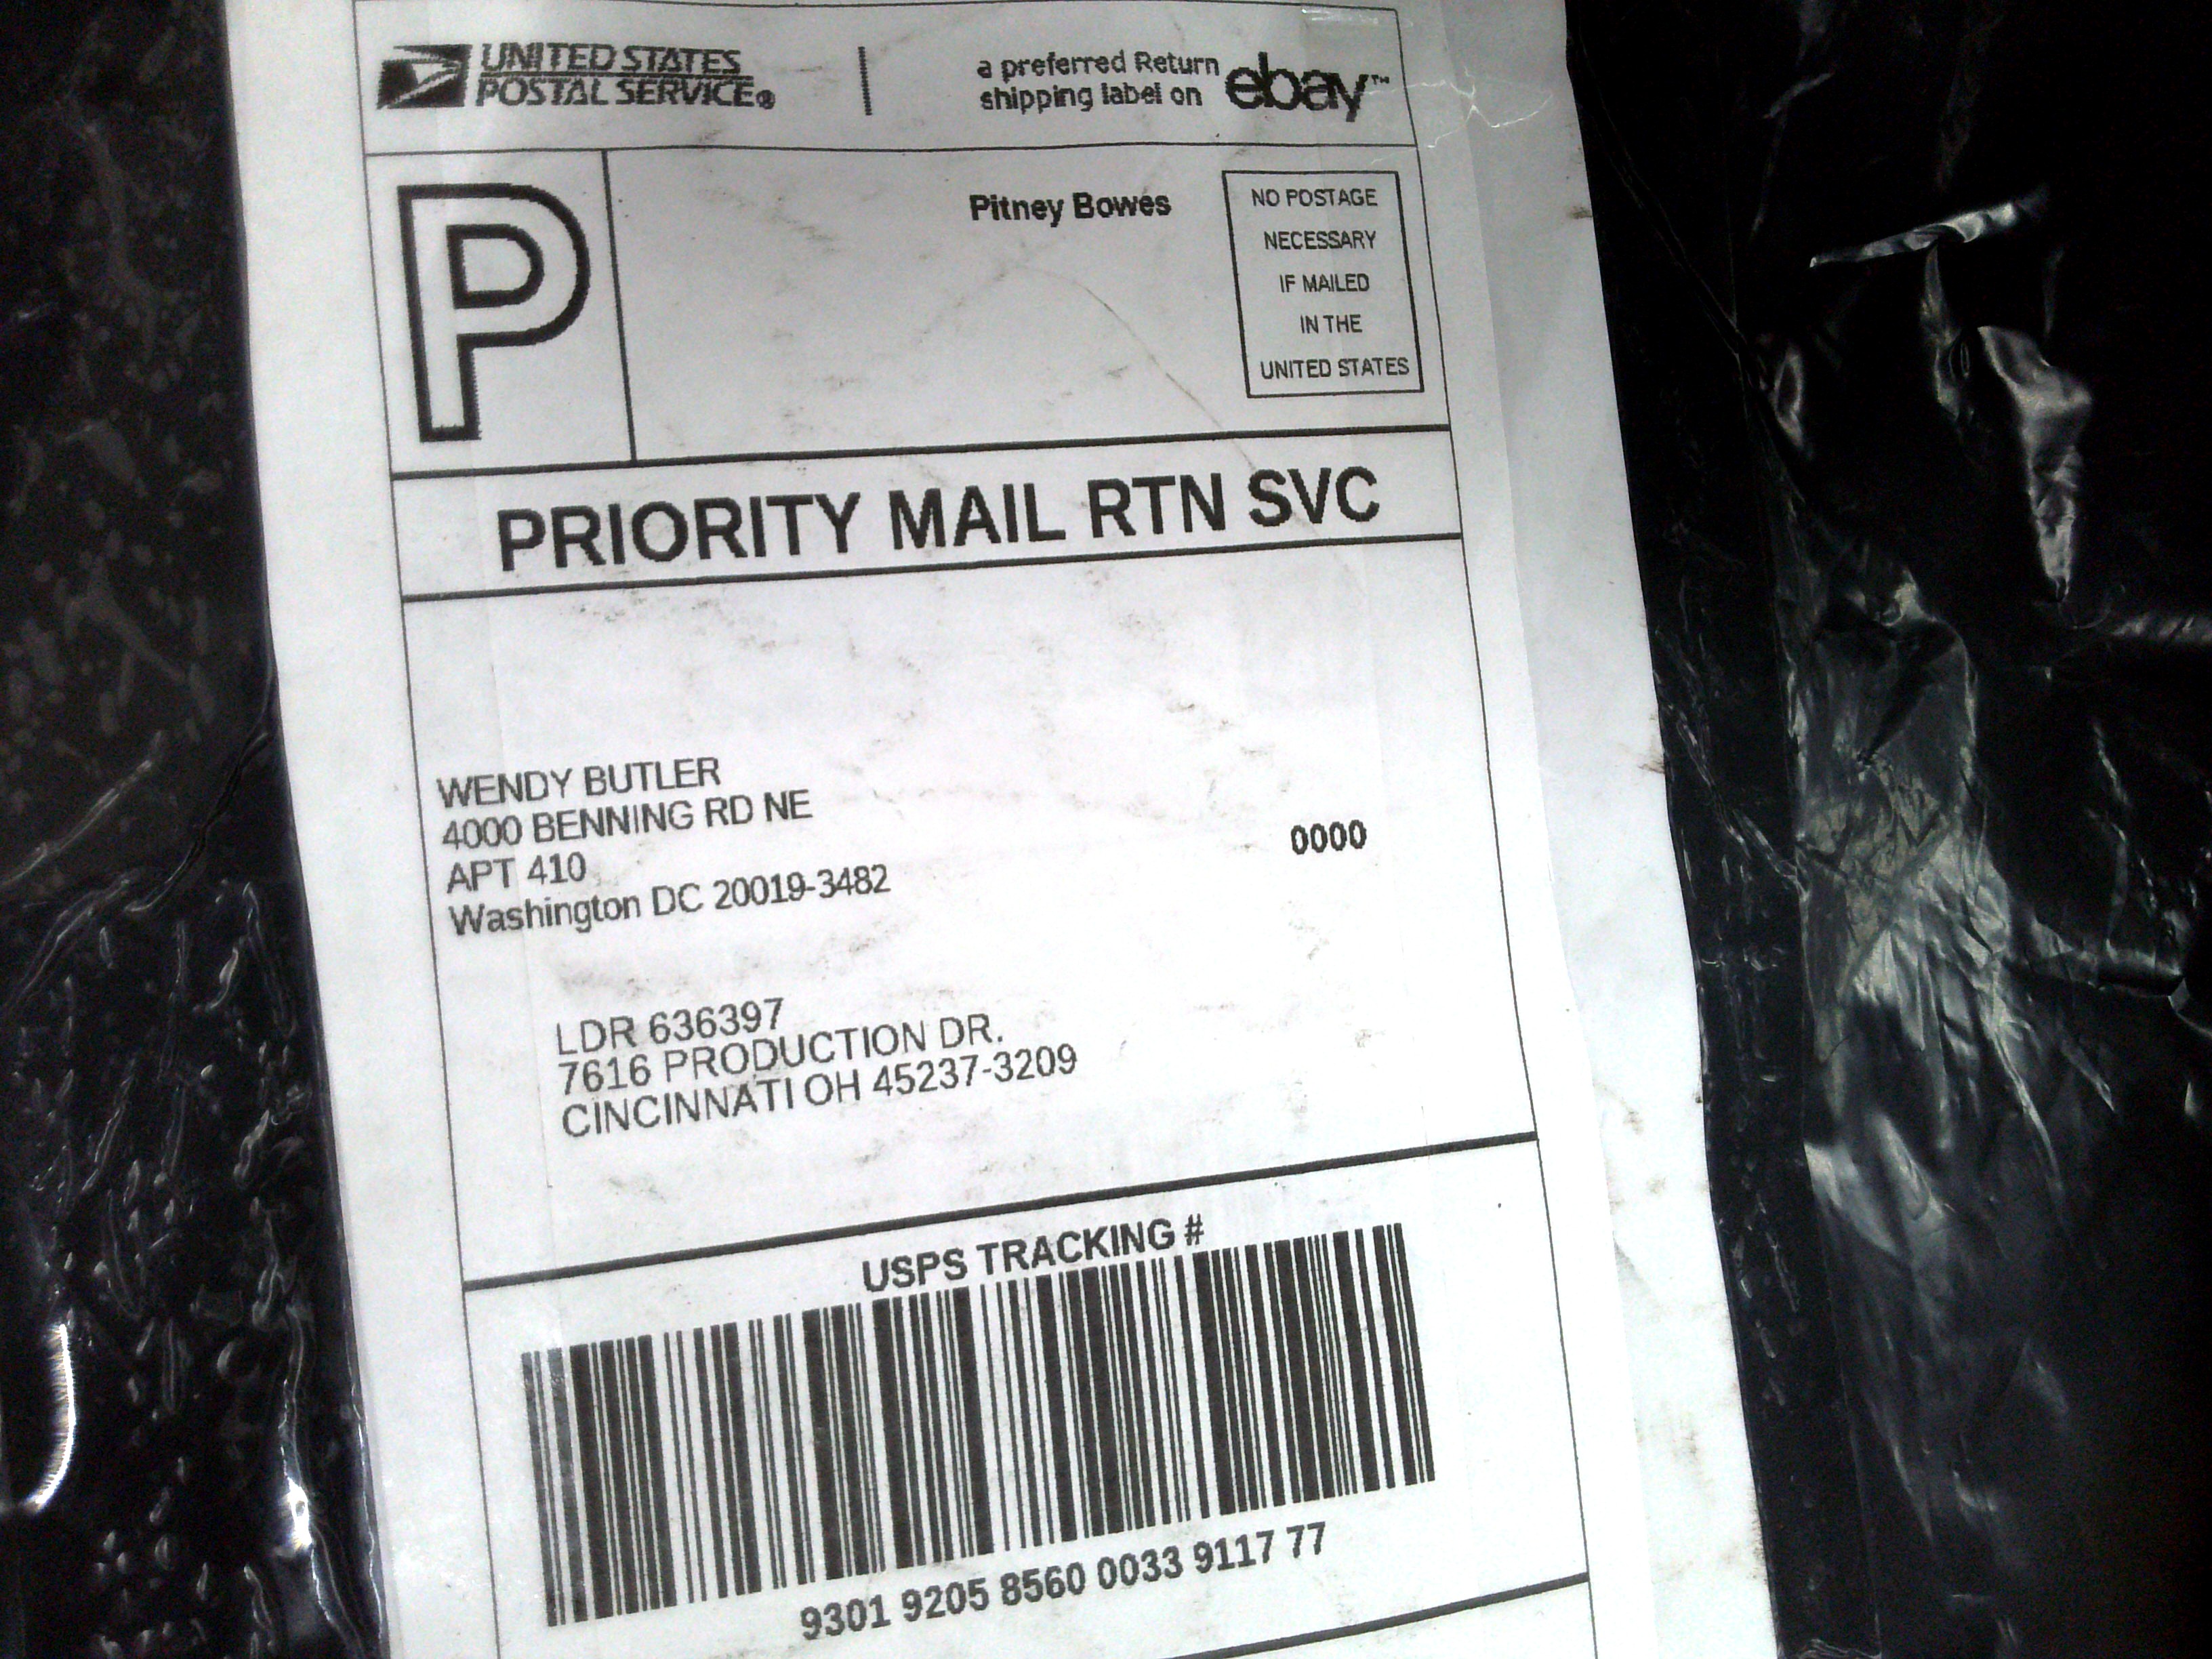 UNITED STATES
POSTAL SERVICE®
a preferred Return
shipping label on
ebay™
P
Pitney Bowes
NO POSTAGE
NECESSARY
IF MAILED
IN THE
UNITED STATES
PRIORITY MAIL RTN SVC
WENDY BUTLER
4000 BENNING RD NE
APT 410
Washington DC 20019-3482
0000
LDR 636397
7616 PRODUCTION DR.
CINCINNATI OH 45237-3209
USPS TRACKING #
9301 9205 8560 0033 9117 77